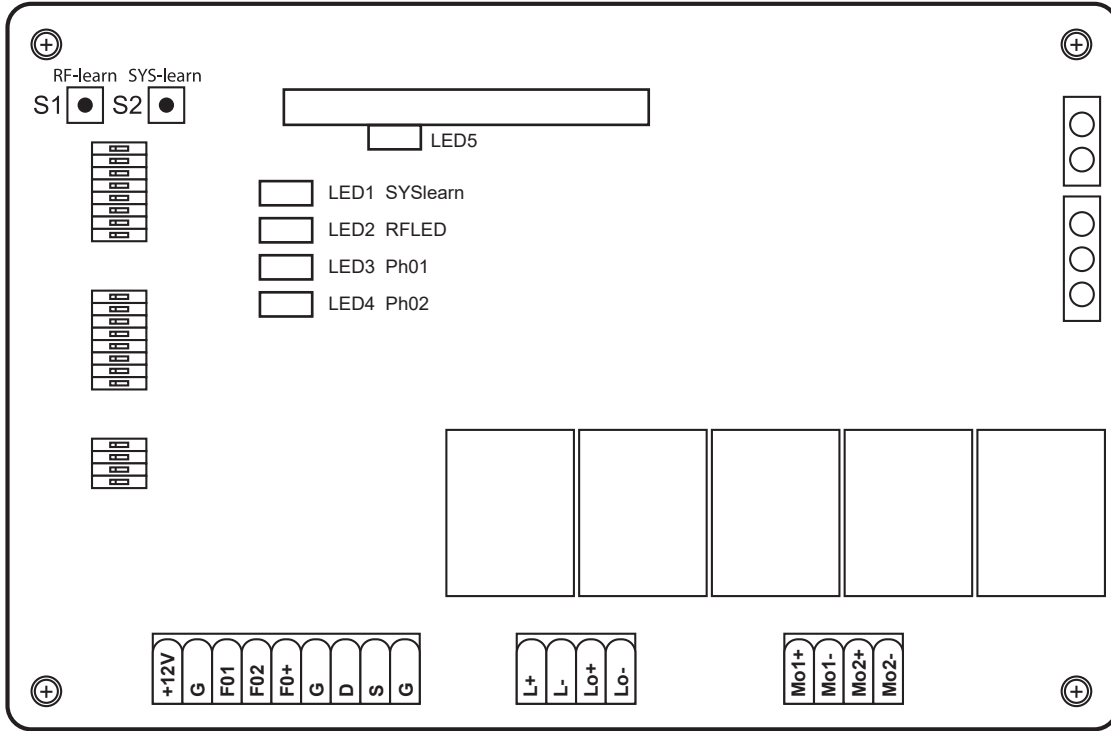 RF-learn SYS-learn
S1 S2
LED5
LED1 SYSlearn
LED2 RFLED
LED3 Ph01
LED4 Ph02
+12V G F01 F02 F0+ G D S G
L+ L- Lo+ Lo-
Mo1+ Mo1- Mo2+ Mo2-